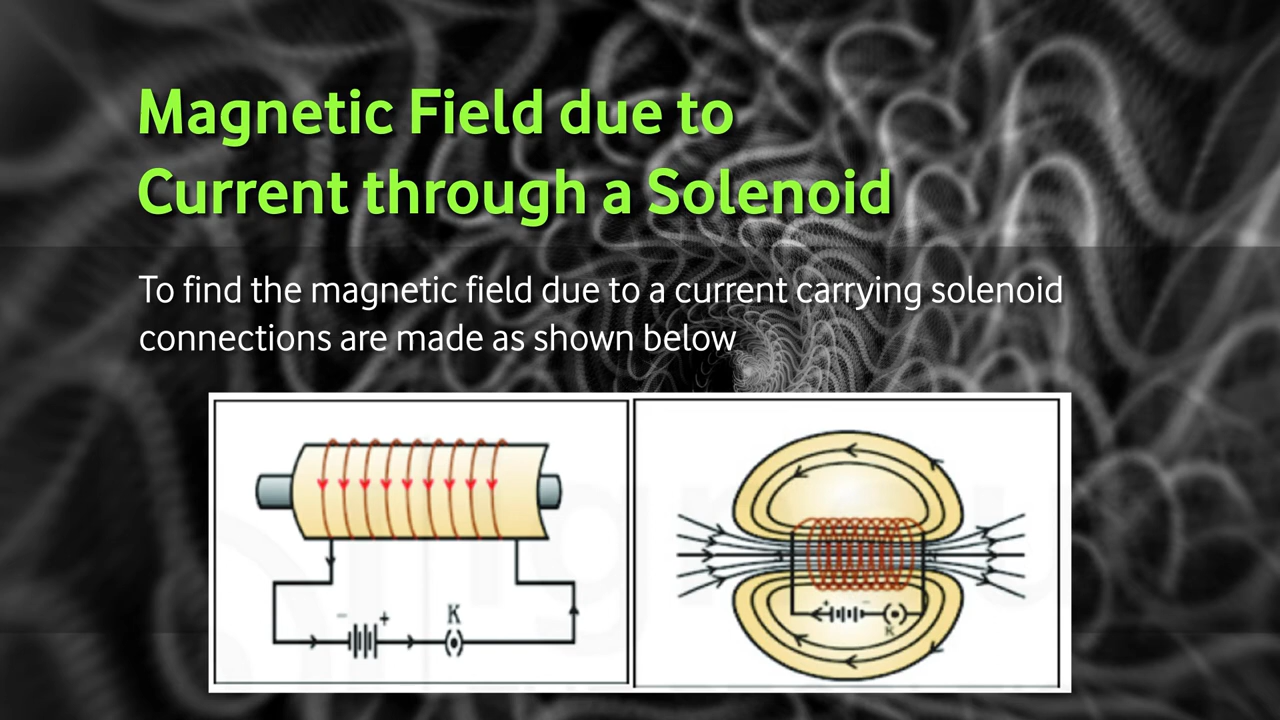 Magnetic Field due to
Current through a Solenoid
To find the magnetic field due to a current carrying solenoid
connections are made as shown below
− +
K
+ −
K